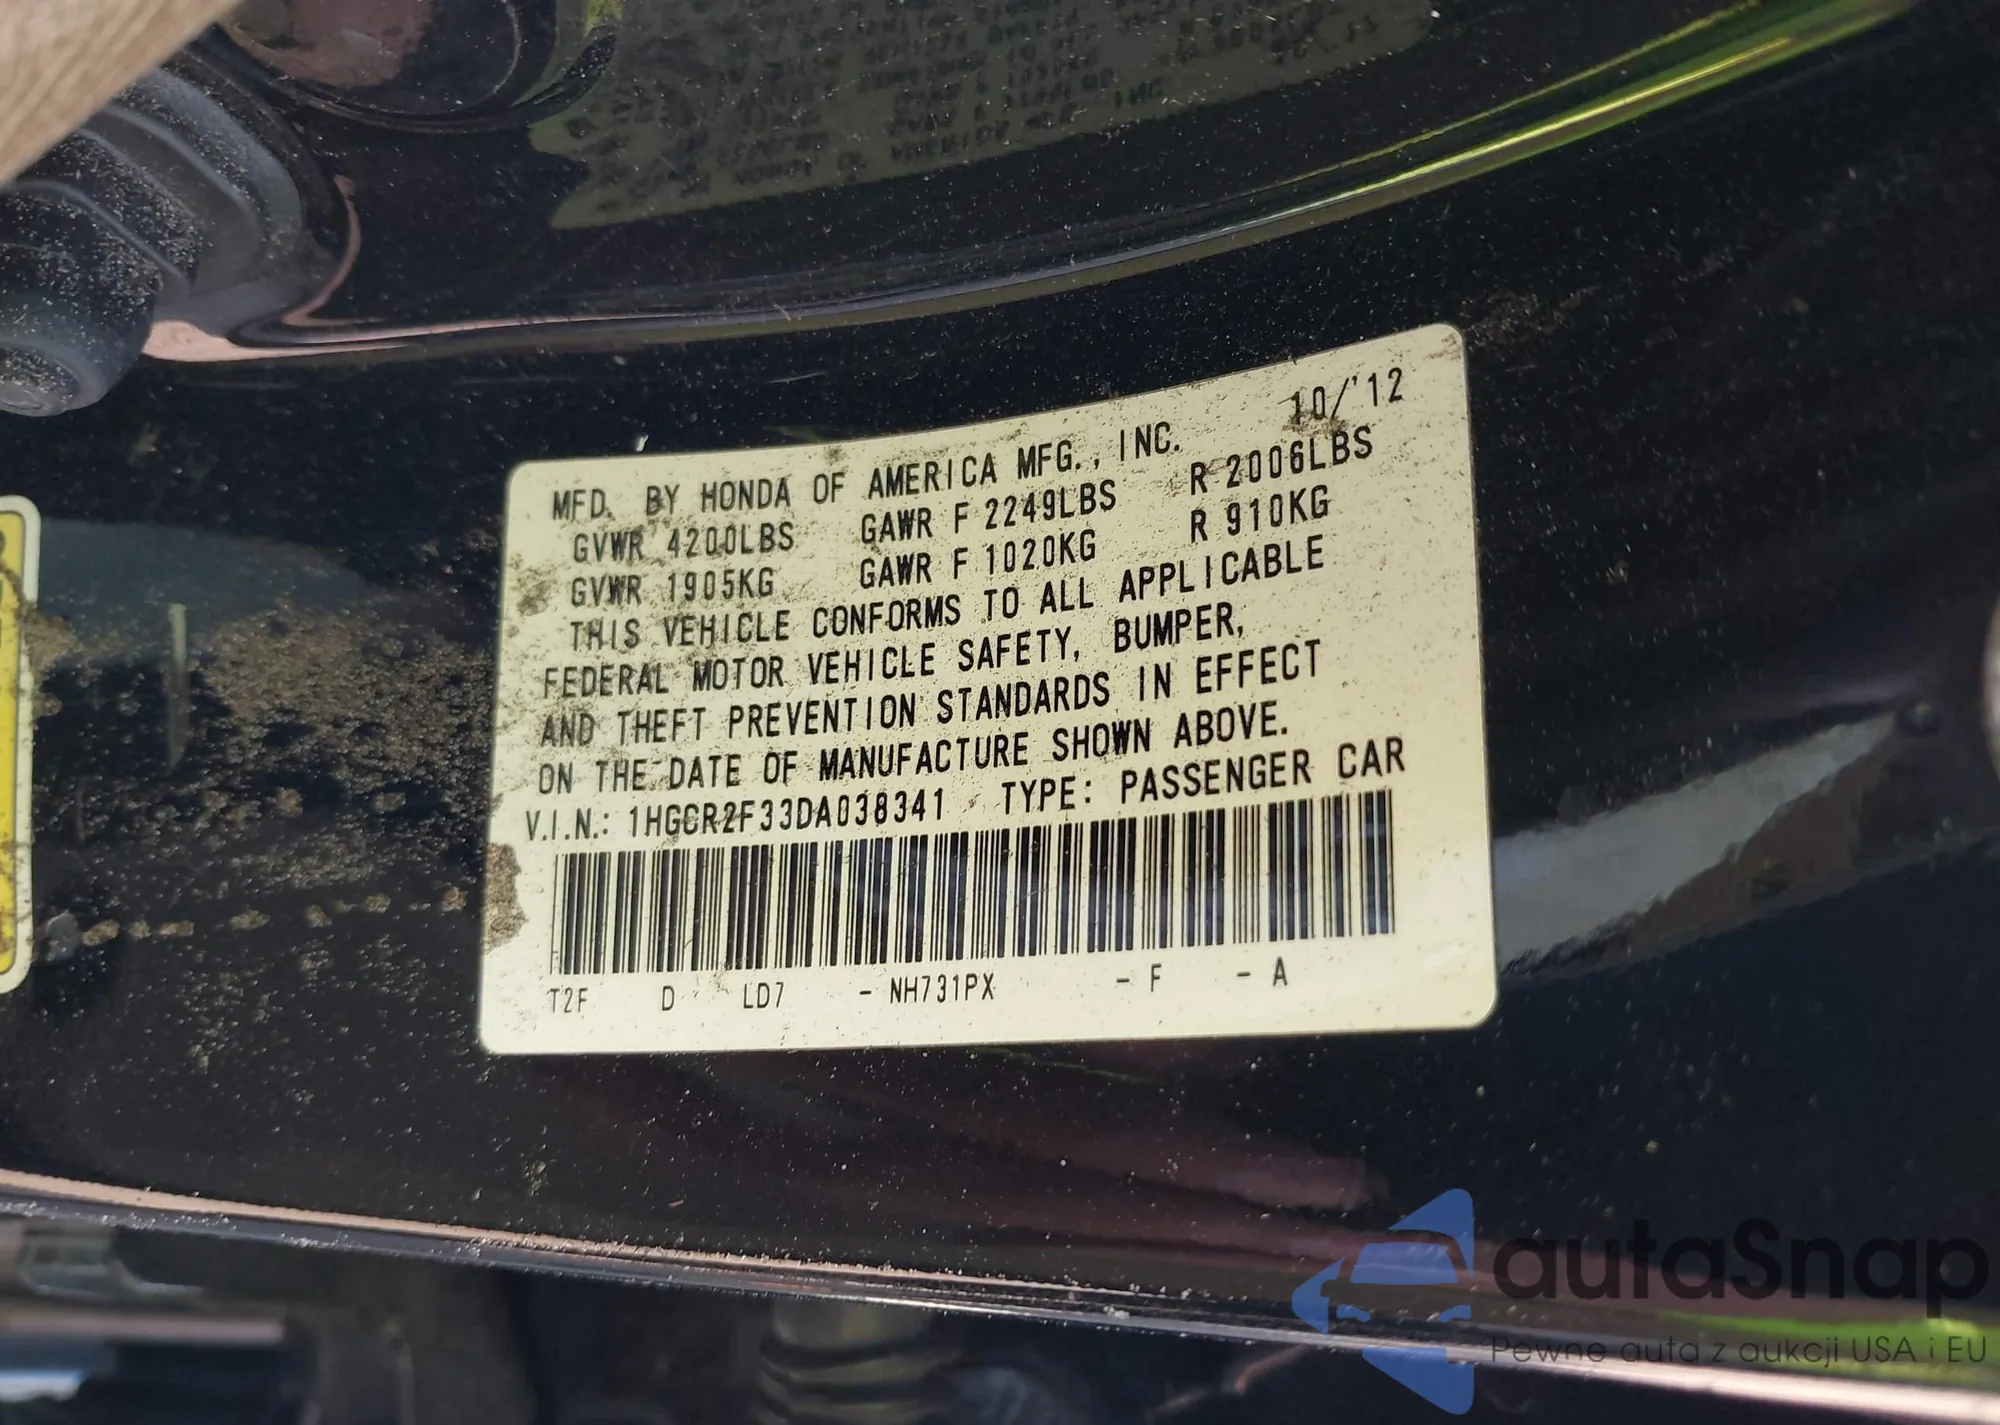 10/'12
MFD. BY HONDA OF AMERICA MFG., INC.
GVWR 4200LBS GAWR F 2249LBS R 2006LBS
GVWR 1905KG GAWR F 1020KG R 910KG
THIS VEHICLE CONFORMS TO ALL APPLICABLE
FEDERAL MOTOR VEHICLE SAFETY, BUMPER,
AND THEFT PREVENTION STANDARDS IN EFFECT
ON THE DATE OF MANUFACTURE SHOWN ABOVE.
V.I.N.: 1HGCR2F33DA038341 TYPE: PASSENGER CAR
T2F D LD7 - NH731PX - F - A
autaSnap
Pewne auta z aukcji USA i EU